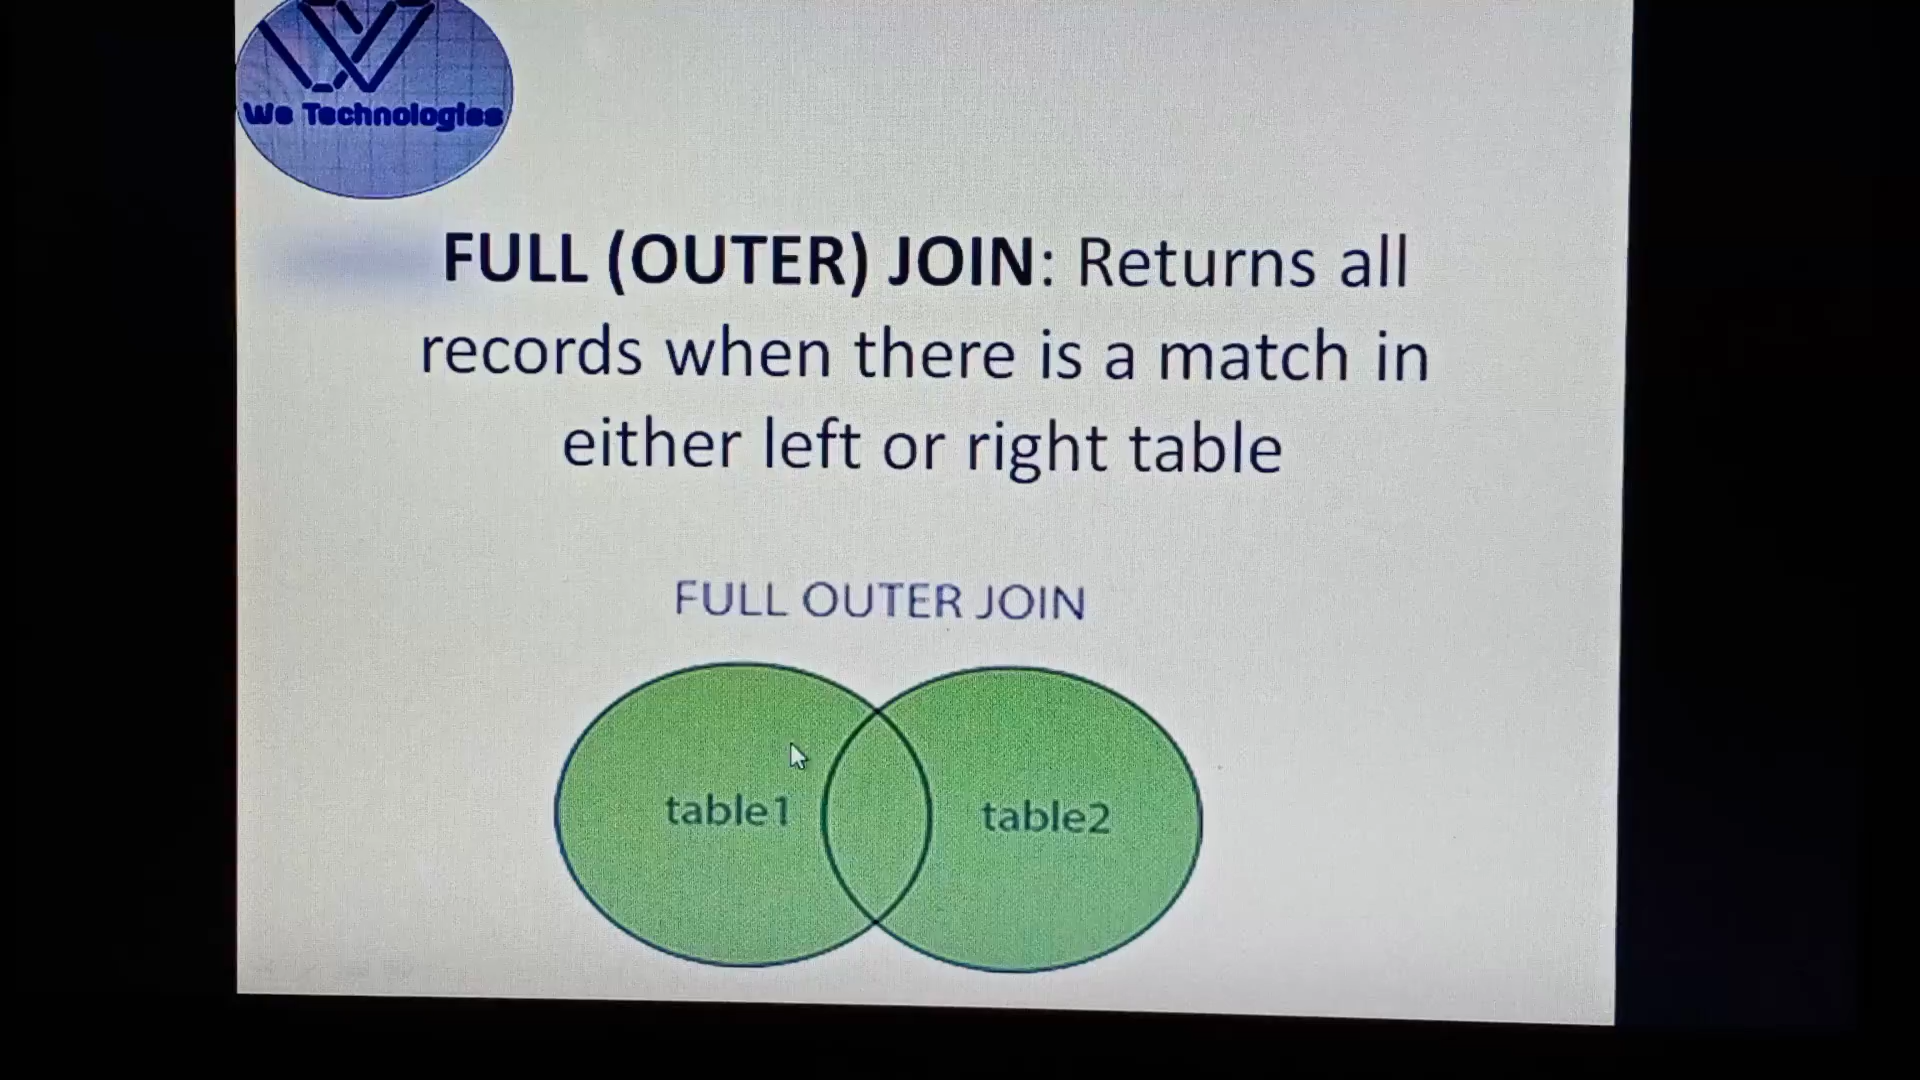 We Technologies
FULL (OUTER) JOIN: Returns all
records when there is a match in
either left or right table
FULL OUTER JOIN
table1
table2